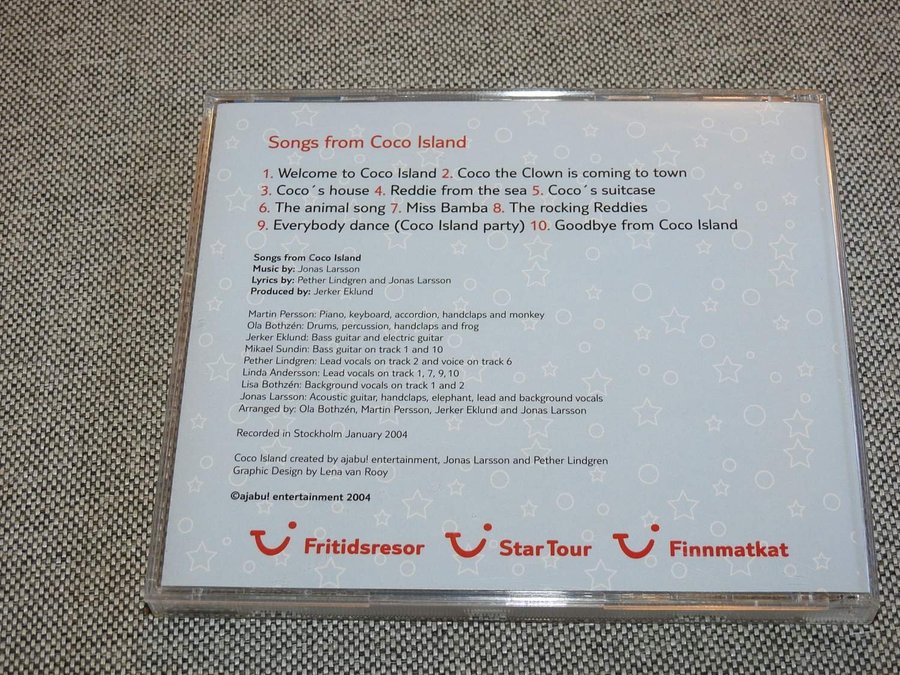 Songs from Coco Island
1. Welcome to Coco Island 2. Coco the Clown is coming to town
3. Coco´s house 4. Reddie from the sea 5. Coco´s suitcase
6. The animal song 7. Miss Bamba 8. The rocking Reddies
9. Everybody dance (Coco Island party) 10. Goodbye from Coco Island
Songs from Coco Island
Music by: Jonas Larsson
Lyrics by: Pether Lindgren and Jonas Larsson
Produced by: Jerker Eklund
Martin Persson: Piano, keyboard, accordion, handclaps and monkey
Ola Bothzén: Drums, percussion, handclaps and frog
Jerker Eklund: Bass guitar and electric guitar
Mikael Sundin: Bass guitar on track 1 and 10
Pether Lindgren: Lead vocals on track 2 and voice on track 6
Linda Andersson: Lead vocals on track 1, 7, 9, 10
Lisa Bothzén: Background vocals on track 1 and 2
Jonas Larsson: Acoustic guitar, handclaps, elephant, lead and background vocals
Arranged by: Ola Bothzén, Martin Persson, Jerker Eklund and Jonas Larsson
Recorded in Stockholm January 2004
Coco Island created by ajabu! entertainment, Jonas Larsson and Pether Lindgren
Graphic Design by Lena van Rooy
©ajabu! entertainment 2004
Fritidsresor StarTour Finnmatkat